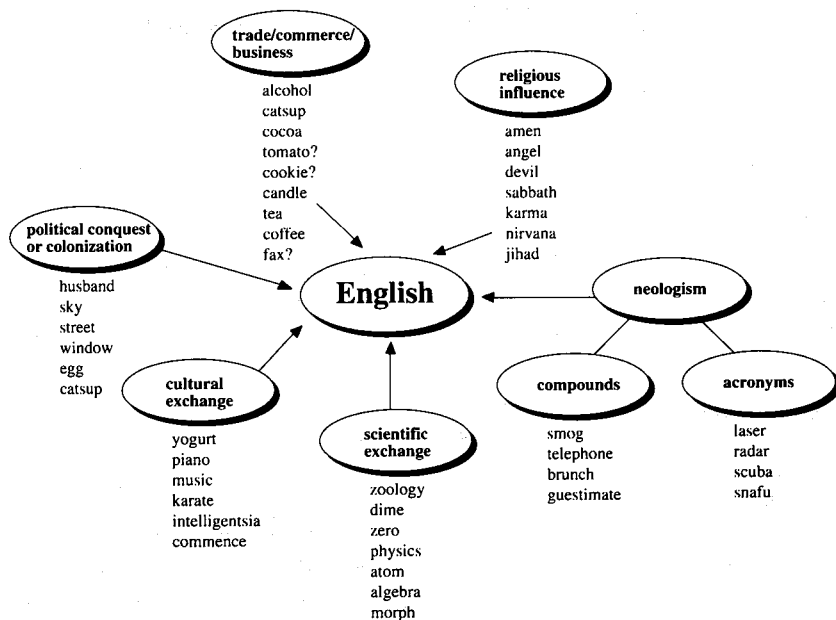 trade/commerce/
business
alcohol
catsup
cocoa
tomato?
cookie?
candle
tea
coffee
fax?
religious
influence
amen
angel
devil
sabbath
karma
nirvana
jihad
political conquest
or colonization
husband
sky
street
window
egg
catsup
English
neologism
cultural
exchange
yogurt
piano
music
karate
intelligentsia
commence
scientific
exchange
zoology
dime
zero
physics
atom
algebra
morph
compounds
smog
telephone
brunch
guestimate
acronyms
laser
radar
scuba
snafu